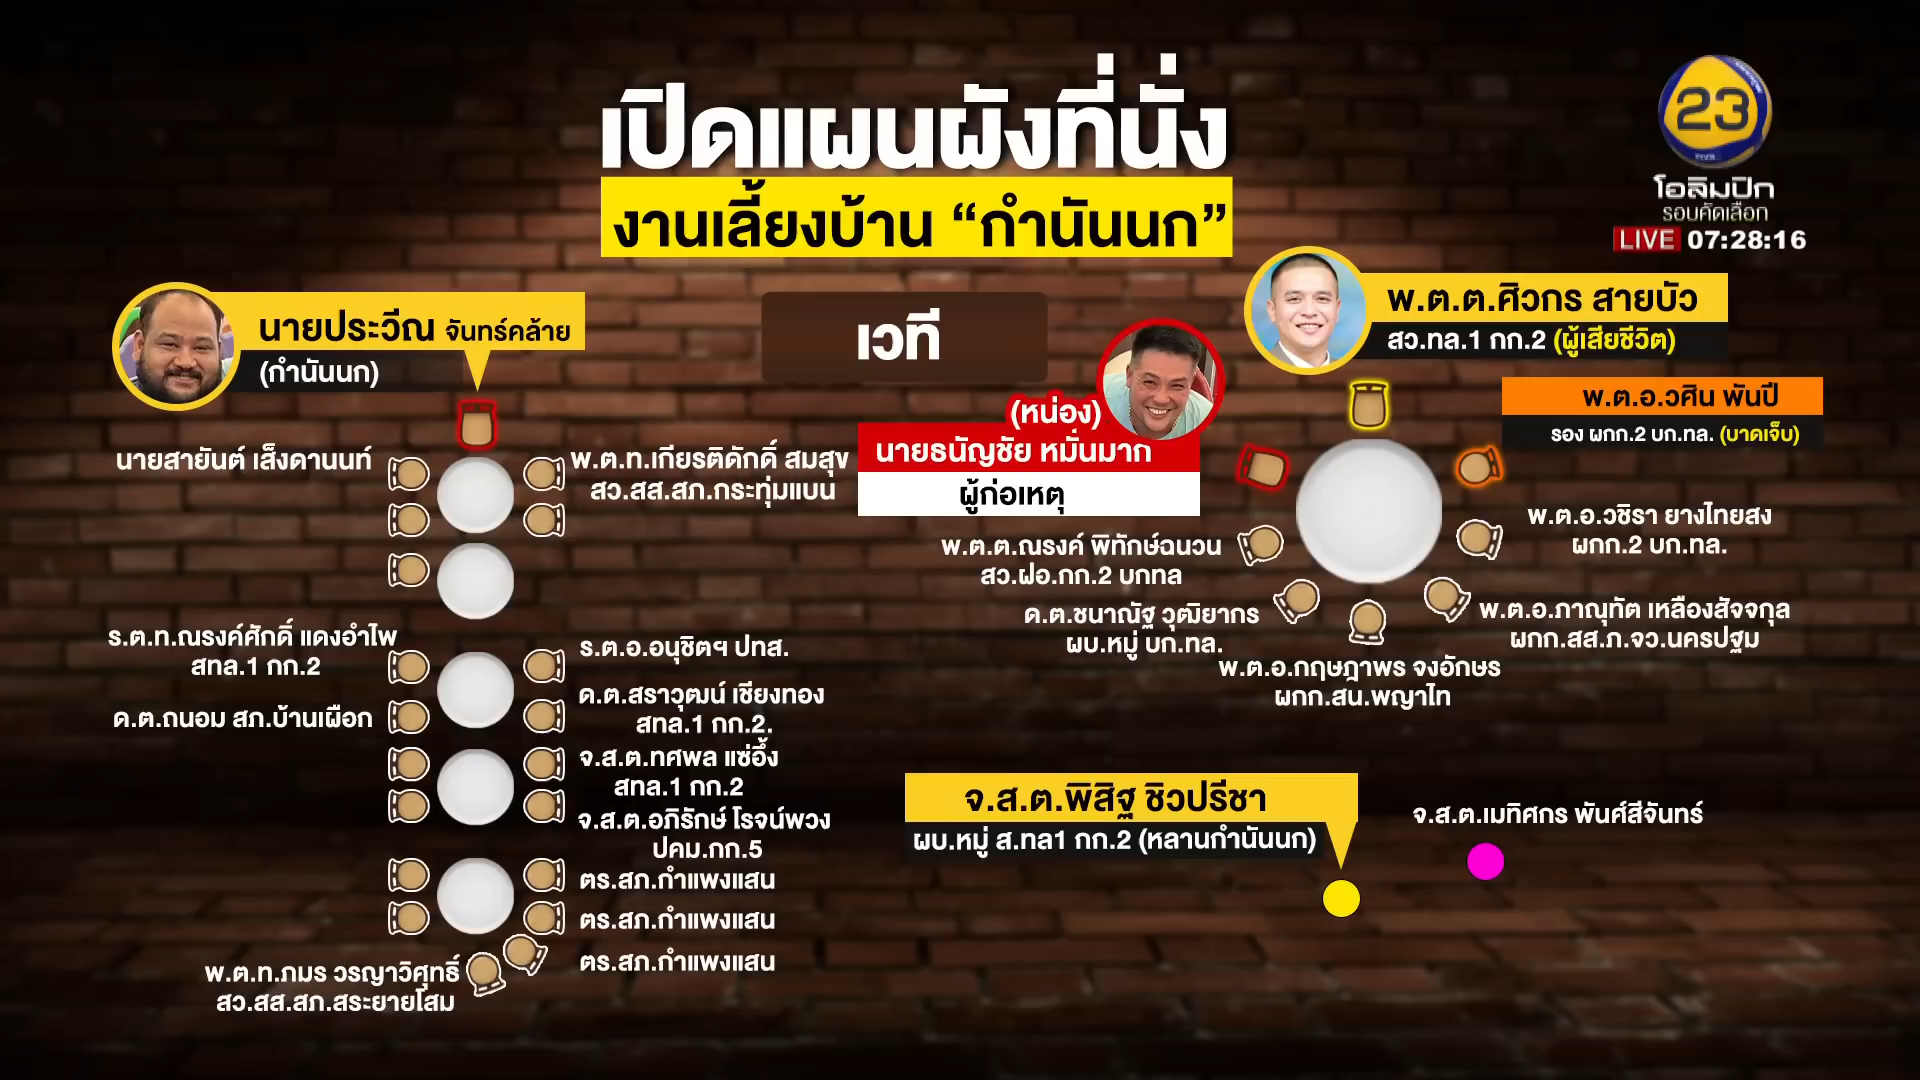 เปิดแผนผังที่นั่ง
งานเลี้ยงบ้าน “กำนันนก”
23
โอลิมปิก
รอบคัดเลือก
LIVE 07:28:16
นายประวีณ จันทร์คล้าย
(กำนันนก)
เวที
พ.ต.ต.ศิวกร สายบัว
สว.ทล.1 กก.2 (ผู้เสียชีวิต)
(หน่อง)
นายธนัญชัย หมั่นมาก
ผู้ก่อเหตุ
พ.ต.อ.วศิน พันปี
รอง ผกก.2 บก.ทล. (บาดเจ็บ)
นายสายันต์ เส็งดานนท์
พ.ต.ท.เกียรติดักดิ์ สมสุข
สว.สส.สภ.กระทุ่มแบน
ร.ต.ท.ณรงค์ศักดิ์ แดงอำไพ
สทล.1 กก.2
ร.ต.อ.อนุชิตฯ ปทส.
ด.ต.ถนอม สภ.บ้านเผือก
ด.ต.สราวุฒน์ เชียงทอง
สทล.1 กก.2.
จ.ส.ต.ทศพล แซ่อึ้ง
สทล.1 กก.2
จ.ส.ต.อภิรักษ์ โรจน์พวง
ปคม.กก.5
ตร.สภ.กำแพงแสน
ตร.สภ.กำแพงแสน
ตร.สภ.กำแพงแสน
พ.ต.ท.ภมร วรญาวิศุทธิ์
สว.สส.สภ.สระยายโสม
พ.ต.ต.ณรงค์ พิทักษ์ฉนวน
สว.ฝอ.กก.2 บกทล
ด.ต.ชนาณัฐ วุฒิยากร
ผบ.หมู่ บก.ทล.
พ.ต.อ.กฤษฎาพร จงอักษร
ผกก.สน.พญาไท
พ.ต.อ.วชิรา ยางไทยสง
ผกก.2 บก.ทล.
พ.ต.อ.ภาณุทัต เหลืองสัจจกุล
ผกก.สส.ภ.จว.นครปฐม
จ.ส.ต.พิสิฐ ชิวปรีชา
ผบ.หมู่ ส.ทล1 กก.2 (หลานกำนันนก)
จ.ส.ต.เมทิศกร พันศ์สีจันทร์